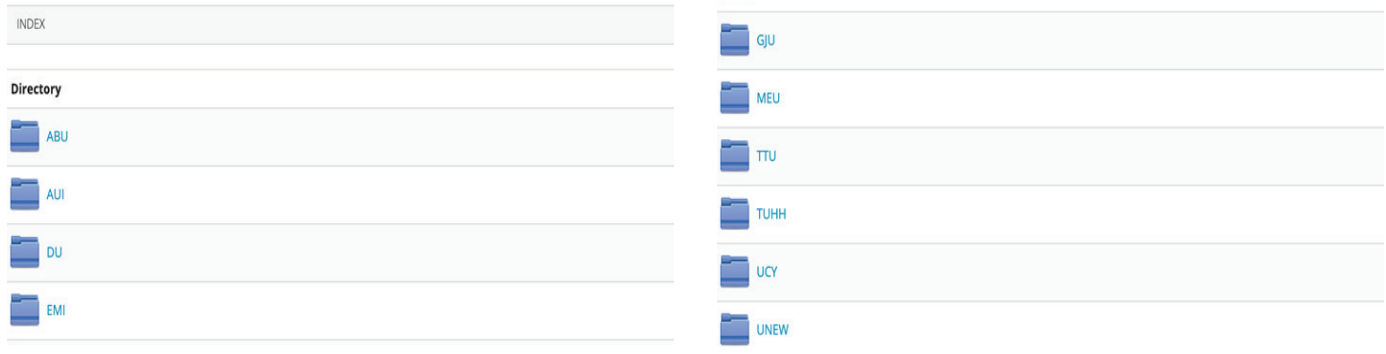 INDEX
Directory
ABU
AUI
DU
EMI
GJU
MEU
TTU
TUHH
UCY
UNEW